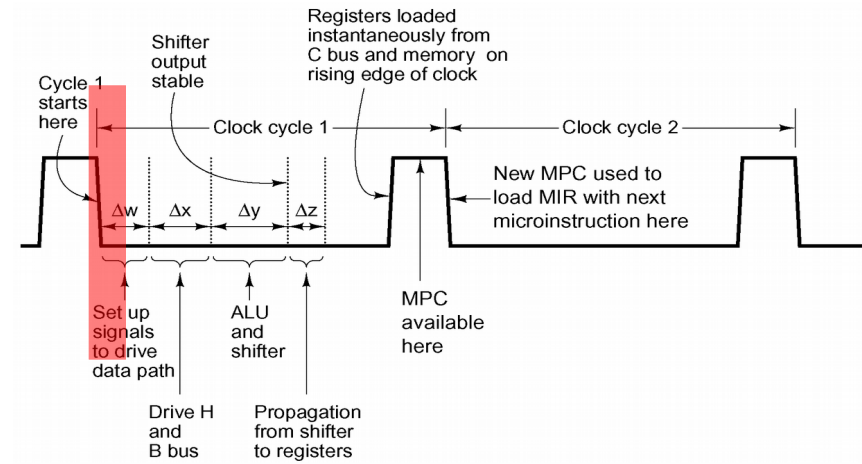 Registers loaded
instantaneously from
C bus and memory on
rising edge of clock
Shifter
output
stable
Cycle 1
starts
here
Clock cycle 1
Clock cycle 2
New MPC used to
load MIR with next
microinstruction here
Δw
Δx
Δy
Δz
Set up
signals
to drive
data path
ALU
and
shifter
MPC
available
here
Drive H
and
B bus
Propagation
from shifter
to registers